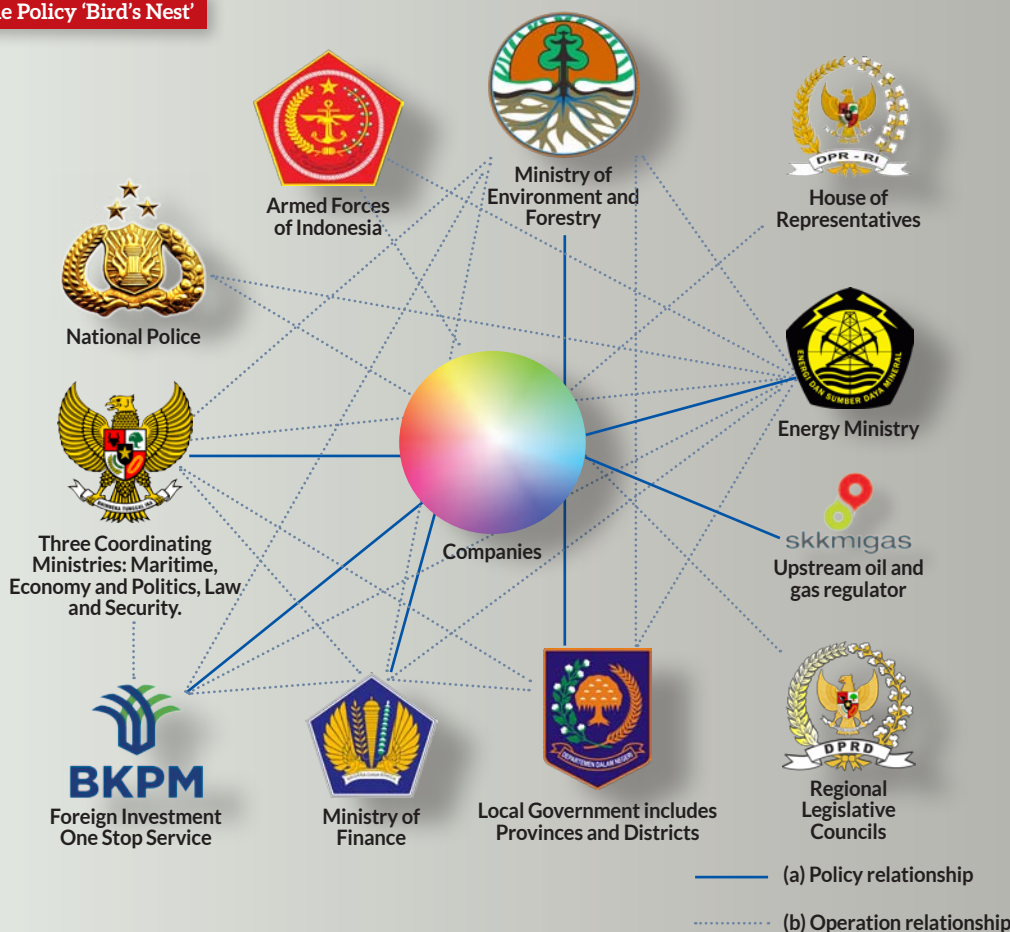 e Policy ‘Bird’s Nest’
Armed Forces
of Indonesia
Ministry of
Environment and
Forestry
DPR - RI
House of
Representatives
National Police
ENERGI DAN SUMBER DAYA MINERAL
Energy Ministry
BHINNEKA TUNGGAL IKA
Three Coordinating
Ministries: Maritime,
Economy and Politics, Law
and Security.
Companies
skkmigas
Upstream oil and
gas regulator
BKPM
Foreign Investment
One Stop Service
Ministry of
Finance
DEPARTEMEN DALAM NEGERI
Local Government includes
Provinces and Districts
DPRD
Regional
Legislative
Councils
(a) Policy relationship
(b) Operation relationship